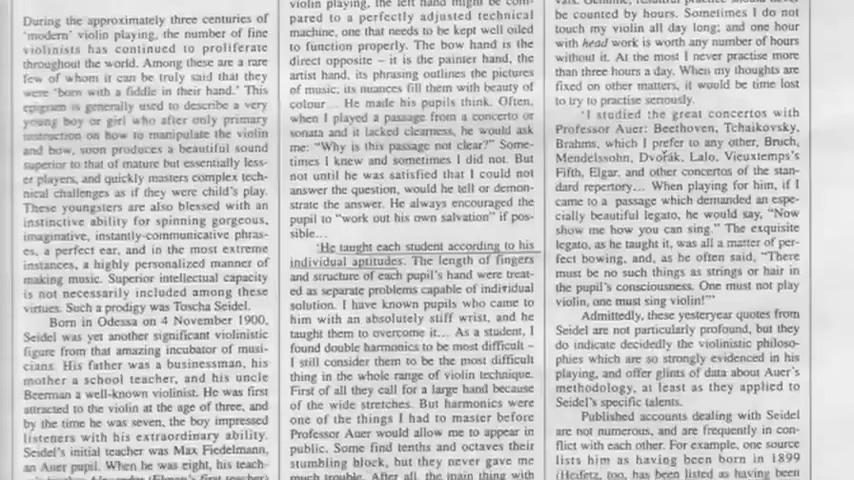 During the approximately three centuries of
'modern' violin playing, the number of fine
violinists has continued to proliferate
throughout the world. Among these are a rare
few of whom it can be truly said that they
were 'born with a fiddle in their hand.' This
epigram is generally used to describe a very
young boy or girl who after only primary
instruction on how to manipulate the violin
and bow, soon produces a beautiful sound
superior to that of mature but essentially less-
er players, and quickly masters complex tech-
nical challenges as if they were child's play.
These youngsters are also blessed with an
instinctive ability for spinning gorgeous,
imaginative, instantly-communicative phras-
es, a perfect ear, and in the most extreme
instances, a highly personalized manner of
making music. Superior intellectual capacity
is not necessarily included among these
virtues. Such a prodigy was Toscha Seidel.
Born in Odessa on 4 November 1900,
Seidel was yet another significant violinistic
figure from that amazing incubator of musi-
cians. His father was a businessman, his
mother a school teacher, and his uncle
Beerman a well-known violinist. He was first
attracted to the violin at the age of three, and
by the time he was seven, the boy impressed
listeners with his extraordinary ability.
Seidel's initial teacher was Max Fiedelmann,
an Auer pupil. When he was eight, his teach-
Alexander (Elman's first teacher)
violin playing, the left hand might be com-
pared to a perfectly adjusted technical
machine, one that needs to be kept well oiled
to function properly. The bow hand is the
direct opposite – it is the painter hand, the
artist hand, its phrasing outlines the pictures
of music, its nuances fill them with beauty of
colour... He made his pupils think. Often,
when I played a passage from a concerto or
sonata and it lacked clearness, he would ask
me: "Why is this passage not clear?" Some-
times I knew and sometimes I did not. But
not until he was satisfied that I could not
answer the question, would he tell or demon-
strate the answer. He always encouraged the
pupil to "work out his own salvation" if pos-
sible...
'He taught each student according to his
individual aptitudes. The length of fingers
and structure of each pupil's hand were treat-
ed as separate problems capable of individual
solution. I have known pupils who came to
him with an absolutely stiff wrist, and he
taught them to overcome it... As a student, I
found double harmonics to be most difficult –
I still consider them to be the most difficult
thing in the whole range of violin technique.
First of all they call for a large hand because
of the wide stretches. But harmonics were
one of the things I had to master before
Professor Auer would allow me to appear in
public. Some find tenths and octaves their
stumbling block, but they never gave me
much trouble. After all, the main thing with
vals. Genuine, resultful practice should never
be counted by hours. Sometimes I do not
touch my violin all day long; and one hour
with head work is worth any number of hours
without it. At the most I never practise more
than three hours a day. When my thoughts are
fixed on other matters, it would be time lost
to try to practise seriously.
'I studied the great concertos with
Professor Auer: Beethoven, Tchaikovsky,
Brahms, which I prefer to any other, Bruch,
Mendelssohn, Dvořák, Lalo, Vieuxtemps's
Fifth, Elgar, and other concertos of the stan-
dard repertory... When playing for him, if I
came to a passage which demanded an espe-
cially beautiful legato, he would say, "Now
show me how you can sing." The exquisite
legato, as he taught it, was all a matter of per-
fect bowing, and, as he often said, "There
must be no such things as strings or hair in
the pupil's consciousness. One must not play
violin, one must sing violin!"'
Admittedly, these yesteryear quotes from
Seidel are not particularly profound, but they
do indicate decidedly the violinistic philoso-
phies which are so strongly evidenced in his
playing, and offer glints of data about Auer's
methodology, at least as they applied to
Seidel's specific talents.
Published accounts dealing with Seidel
are not numerous, and are frequently in con-
flict with each other. For example, one source
lists him as having been born in 1899
(Heifetz, too, has been listed as having been